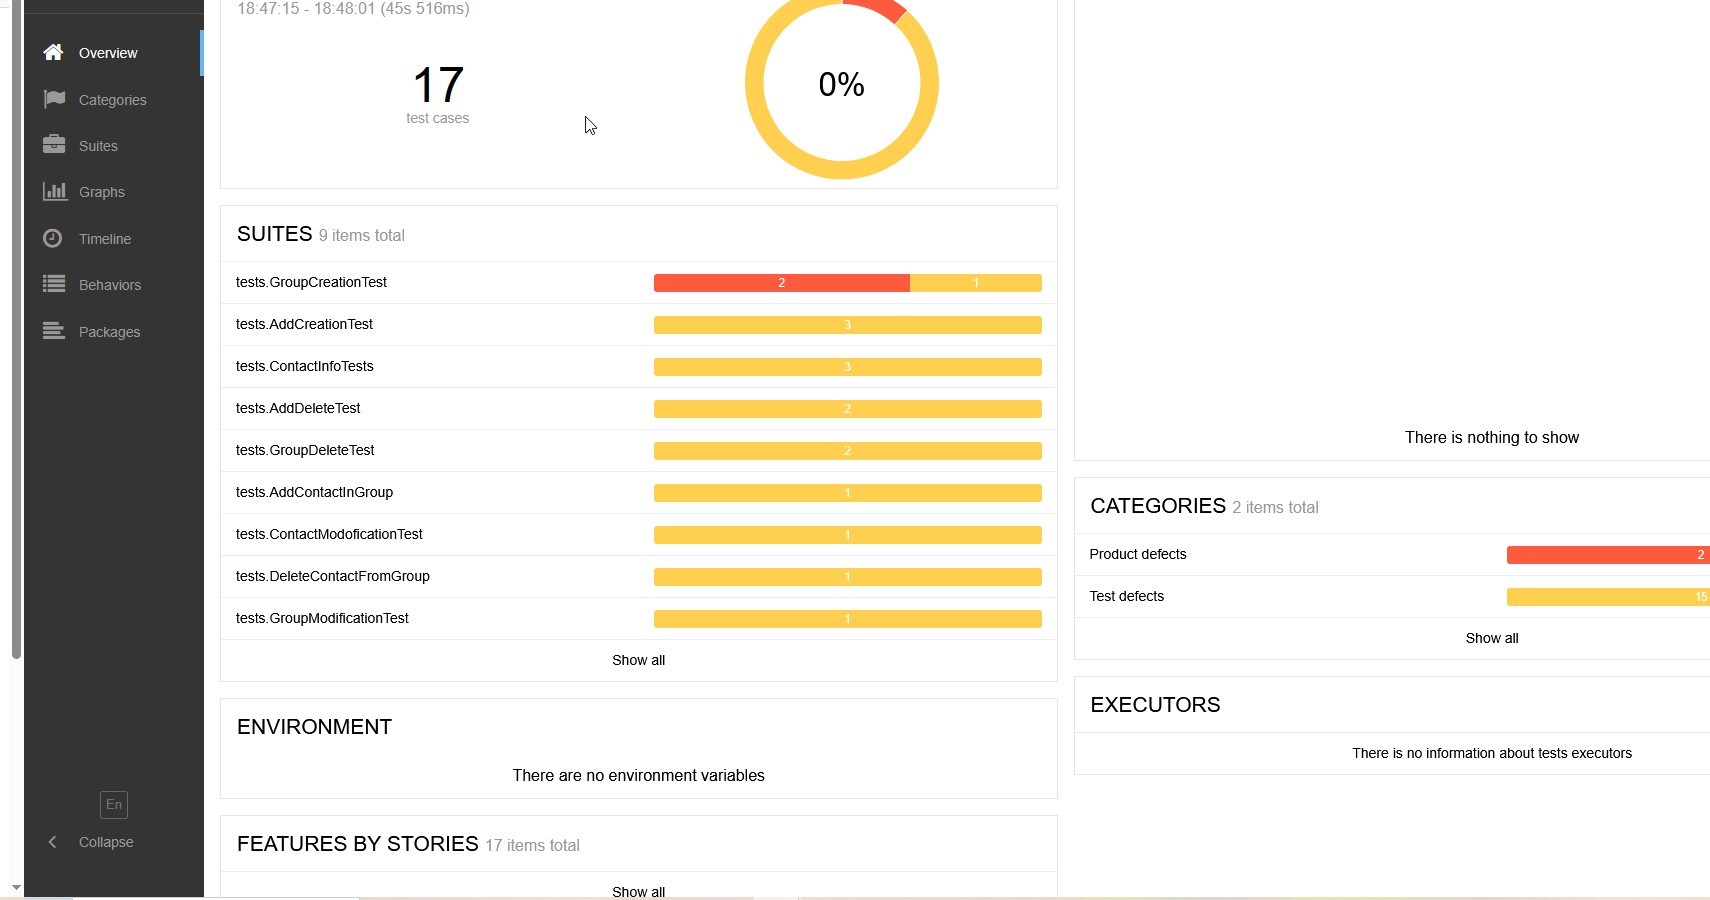 18:47:15 - 18:48:01 (45s 516ms)
17
test cases
0%
Overview
Categories
Suites
Graphs
Timeline
Behaviors
Packages
En
Collapse
SUITES 9 items total
tests.GroupCreationTest 2 1
tests.AddCreationTest 3
tests.ContactInfoTests 3
tests.AddDeleteTest 2
tests.GroupDeleteTest 2
tests.AddContactInGroup 1
tests.ContactModoficationTest 1
tests.DeleteContactFromGroup 1
tests.GroupModificationTest 1
Show all
ENVIRONMENT
There are no environment variables
FEATURES BY STORIES 17 items total
Show all
There is nothing to show
CATEGORIES 2 items total
Product defects 2
Test defects 15
Show all
EXECUTORS
There is no information about tests executors